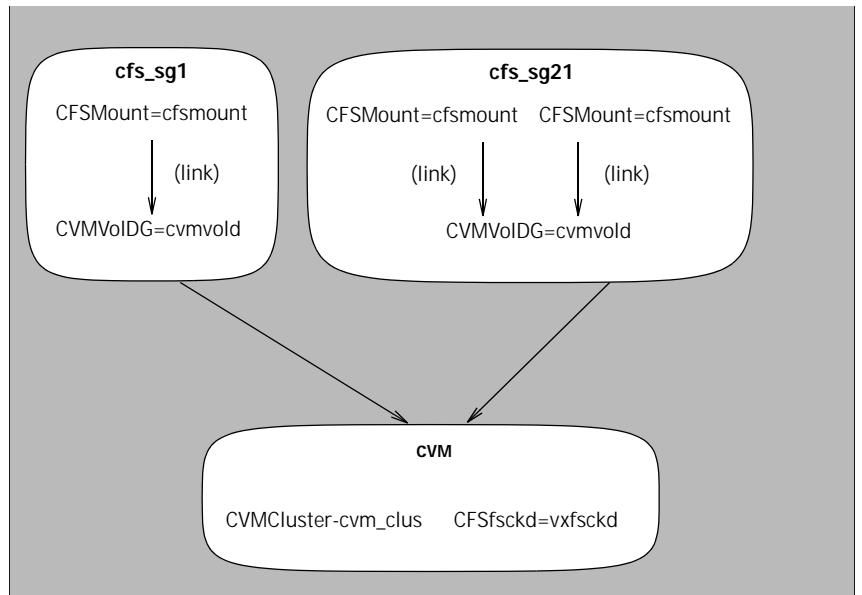 cfs_sg1
CFSMount=cfsmount
(link)
CVMVolDG=cvmvold
cfs_sg21
CFSMount=cfsmount CFSMount=cfsmount
(link) (link)
CVMVolDG=cvmvold
CVM
CVMCluster-cvm_clus CFSfsckd=vxfsckd